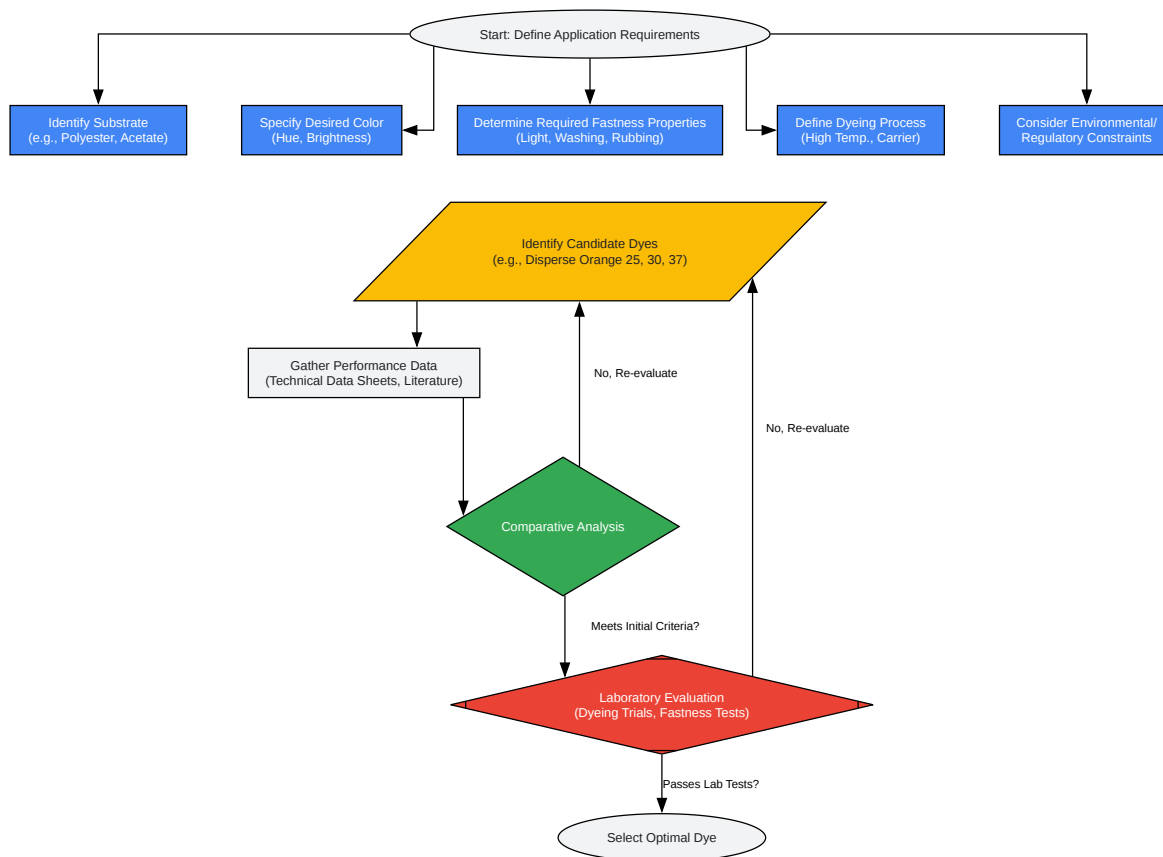 Start: Define Application Requirements
Identify Substrate
(e.g., Polyester, Acetate)
Specify Desired Color
(Hue, Brightness)
Determine Required Fastness Properties
(Light, Washing, Rubbing)
Define Dyeing Process
(High Temp., Carrier)
Consider Environmental/
Regulatory Constraints
Identify Candidate Dyes
(e.g., Disperse Orange 25, 30, 37)
Gather Performance Data
(Technical Data Sheets, Literature)
No, Re-evaluate
No, Re-evaluate
Comparative Analysis
Meets Initial Criteria?
Laboratory Evaluation
(Dyeing Trials, Fastness Tests)
Passes Lab Tests?
Select Optimal Dye